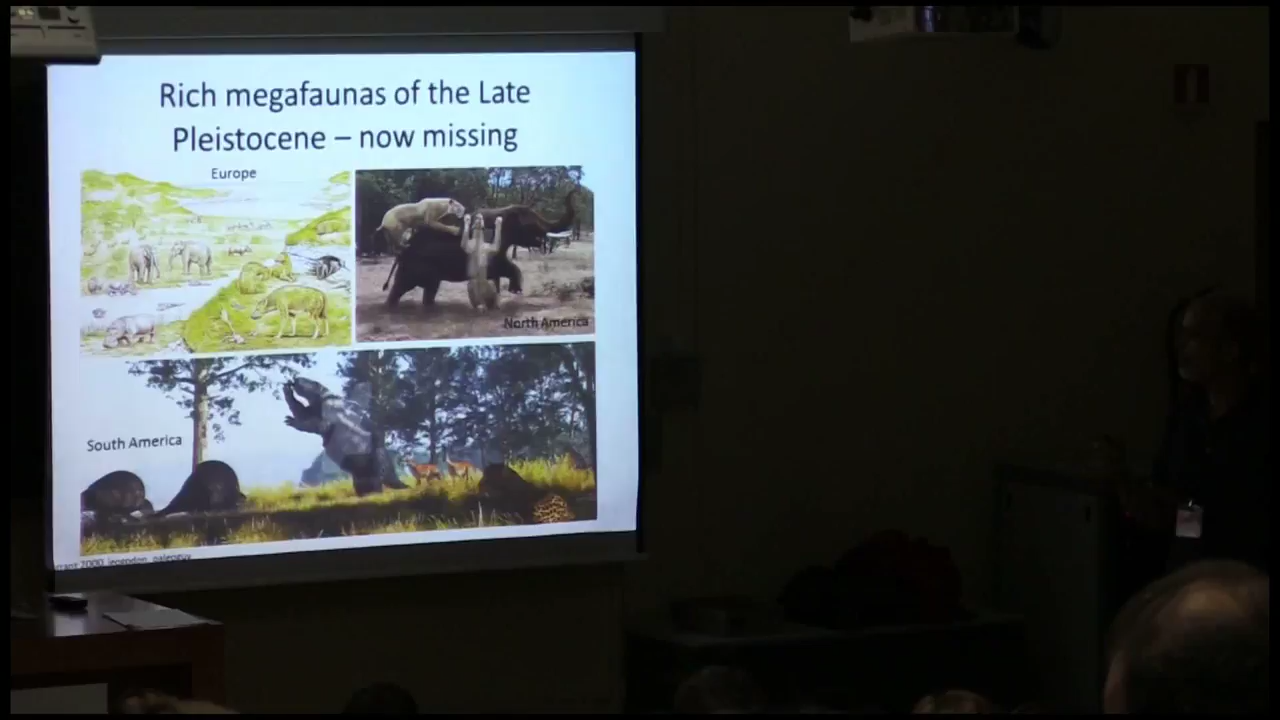 Rich megafaunas of the Late
Pleistocene – now missing
Europe
North America
South America